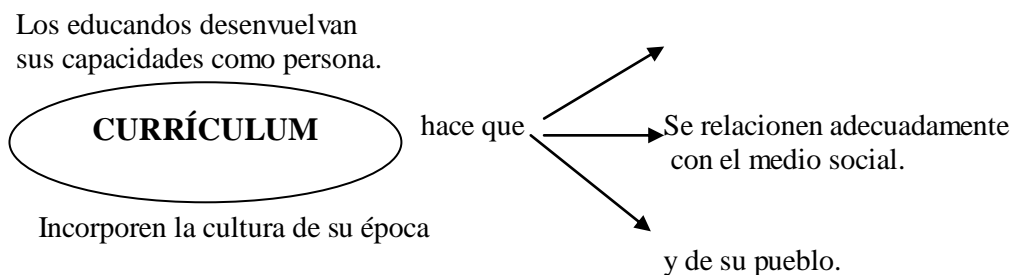 Los educandos desenvuelvan
sus capacidades como persona.
CURRÍCULUM hace que Se relacionen adecuadamente
con el medio social.
Incorporen la cultura de su época
y de su pueblo.